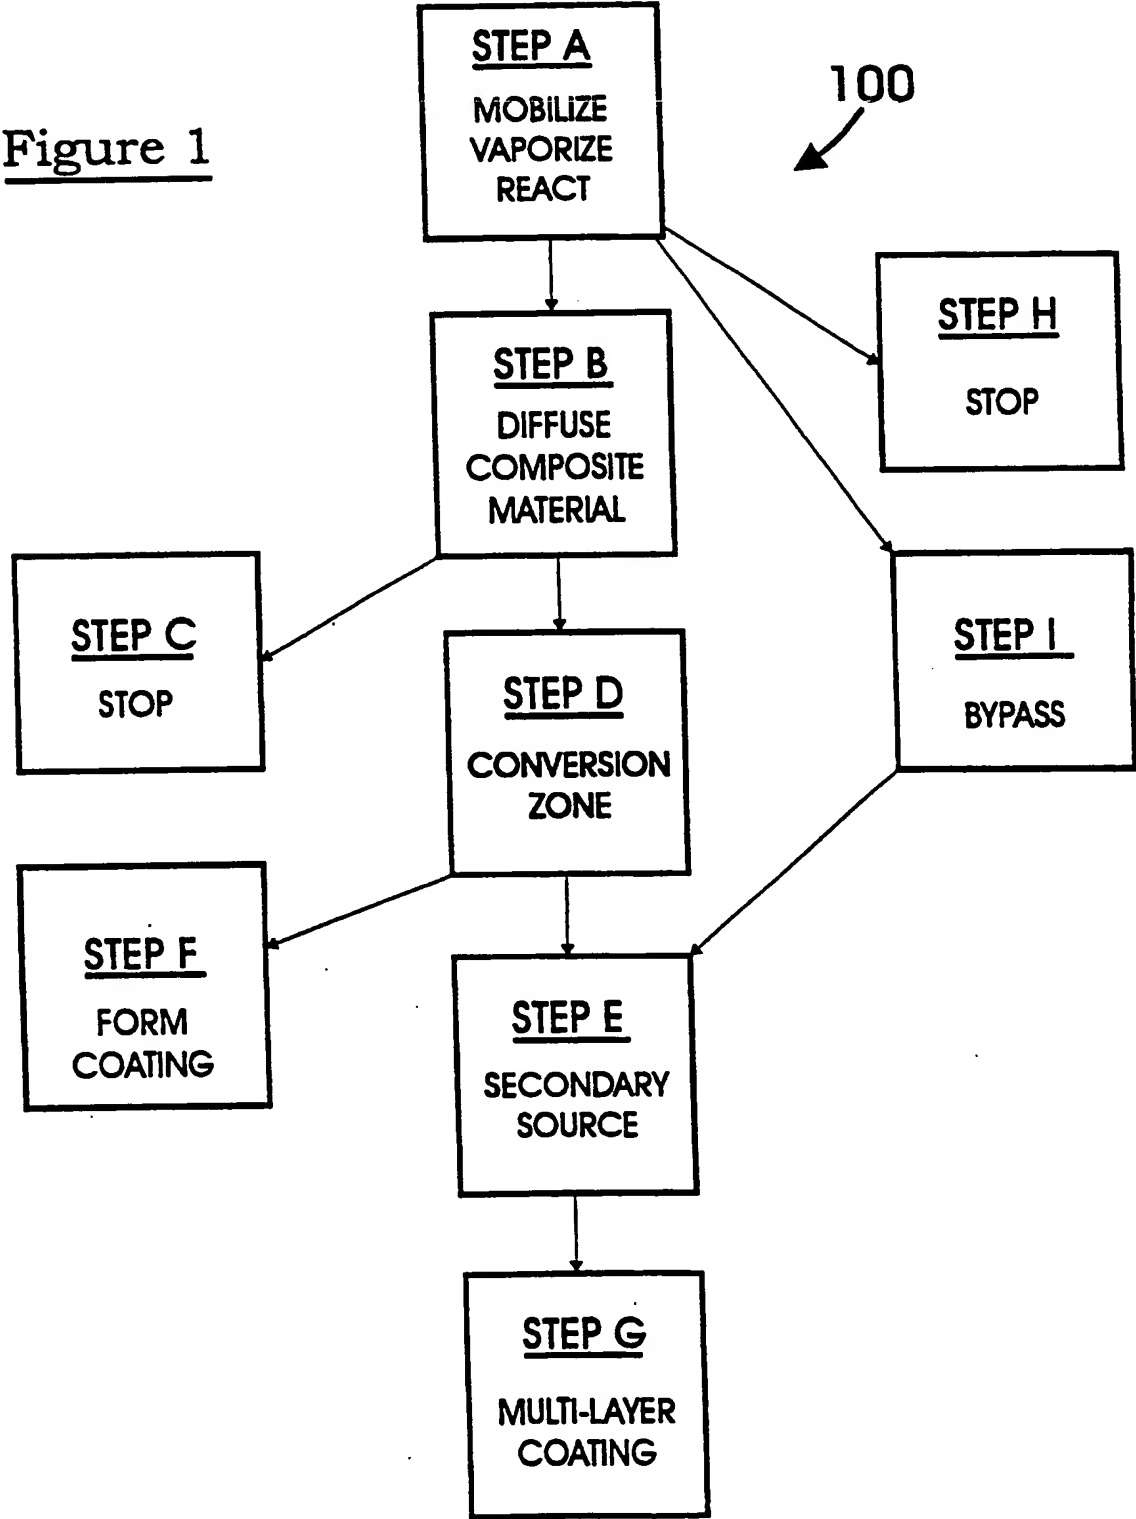 Figure 1
100
STEP A
MOBILIZE
VAPORIZE
REACT
STEP H
STOP
STEP B
DIFFUSE
COMPOSITE
MATERIAL
STEP C
STOP
STEP D
CONVERSION
ZONE
STEP I
BYPASS
STEP F
FORM
COATING
STEP E
SECONDARY
SOURCE
STEP G
MULTI-LAYER
COATING